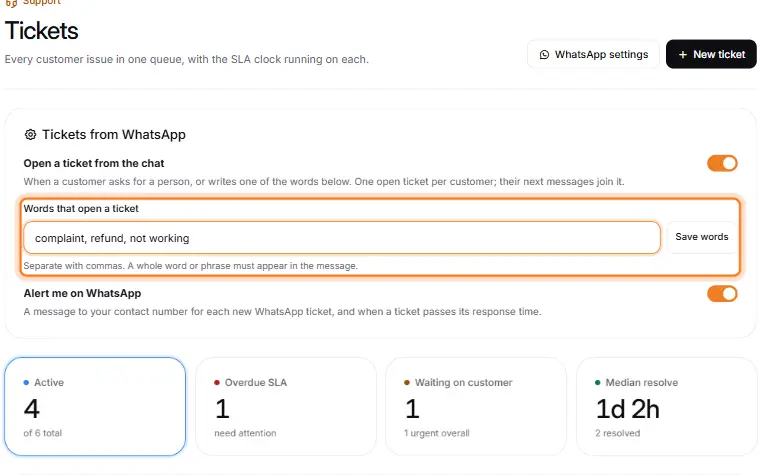 Support
Tickets
Every customer issue in one queue, with the SLA clock running on each.
WhatsApp settings
+ New ticket
Tickets from WhatsApp
Open a ticket from the chat
When a customer asks for a person, or writes one of the words below. One open ticket per customer; their next messages join it.
Words that open a ticket
complaint, refund, not working
Save words
Separate with commas. A whole word or phrase must appear in the message.
Alert me on WhatsApp
A message to your contact number for each new WhatsApp ticket, and when a ticket passes its response time.
Active
4
of 6 total
Overdue SLA
1
need attention
Waiting on customer
1
1 urgent overall
Median resolve
1d 2h
2 resolved